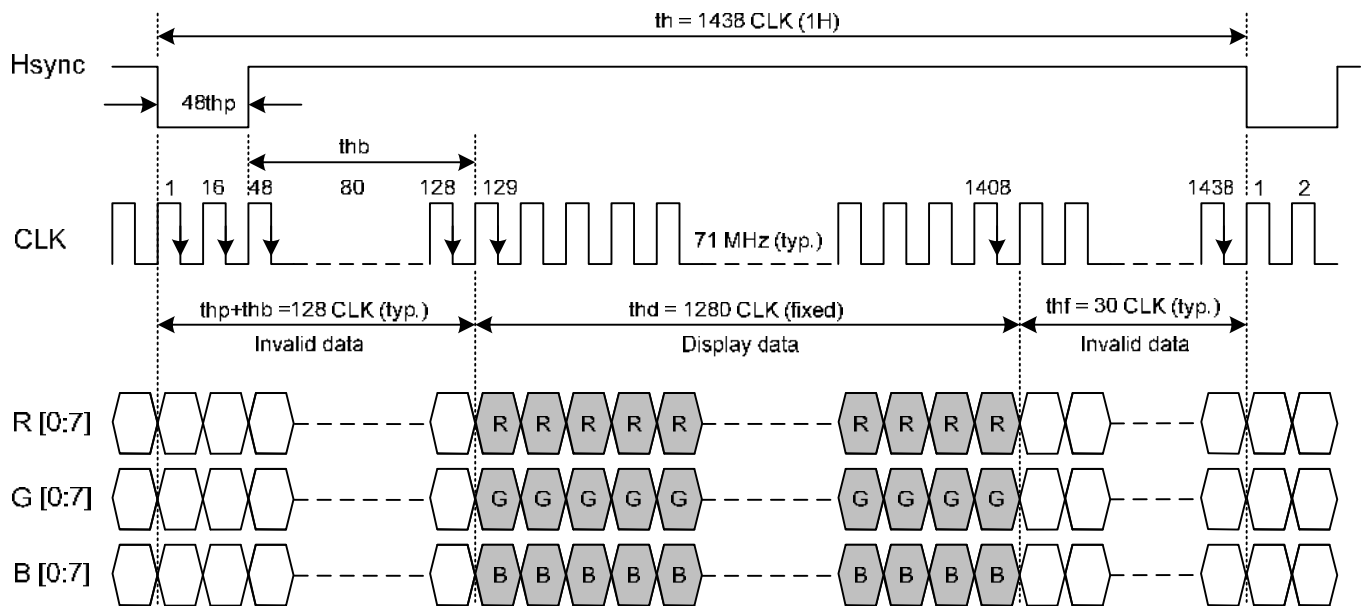 th = 1438 CLK (1H)
Hsync
48thp
thb
1 16 48 80 128 129 1408 1438 1 2
CLK
71 MHz (typ.)
thp+thb =128 CLK (typ.) thd = 1280 CLK (fixed) thf = 30 CLK (typ.)
Invalid data Display data Invalid data
R [0:7] R R R R R R R R R
G [0:7] G G G G G G G G G
B [0:7] B B B B B B B B B